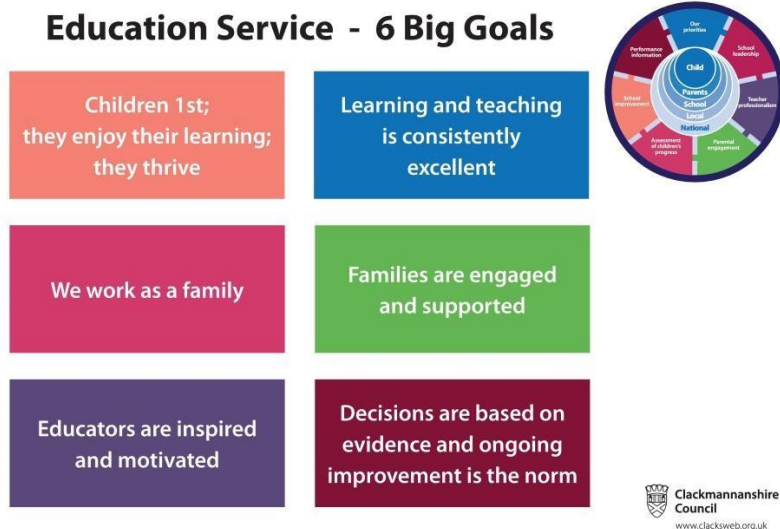 Education Service - 6 Big Goals
Children 1st;
they enjoy their learning;
they thrive
Learning and teaching
is consistently
excellent
We work as a family
Families are engaged
and supported
Educators are inspired
and motivated
Decisions are based on
evidence and ongoing
improvement is the norm
Our
priorities
School
leadership
Teacher
professionalism
Parental
engagement
Assessment
of children's
progress
School
improvement
Performance
information
Child
Parents
School
Local
National
Clackmannanshire
Council
www.clacksweb.org.uk